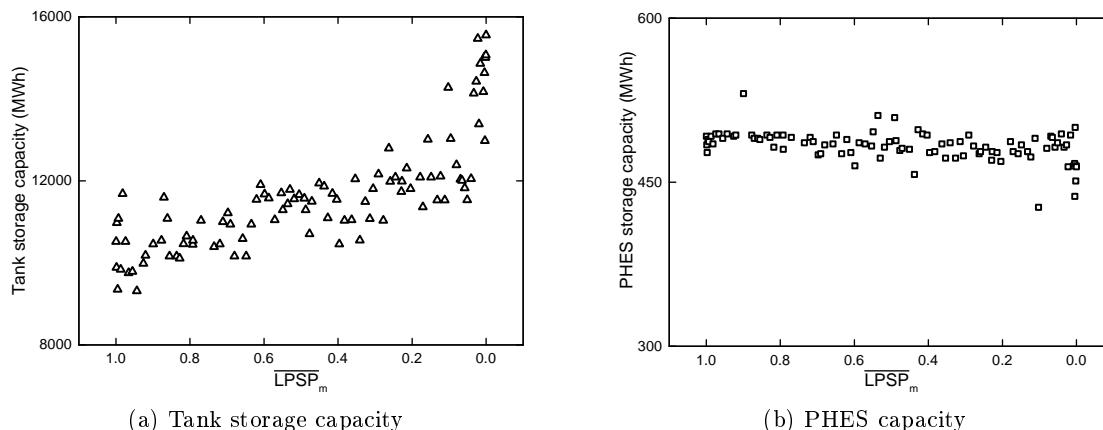 16000
12000
8000
Tank storage capacity (MWh)
1.0 0.8 0.6 0.4 0.2 0.0
LPSPm
(a) Tank storage capacity
600
450
300
PHES storage capacity (MWh)
1.0 0.8 0.6 0.4 0.2 0.0
LPSPm
(b) PHES capacity